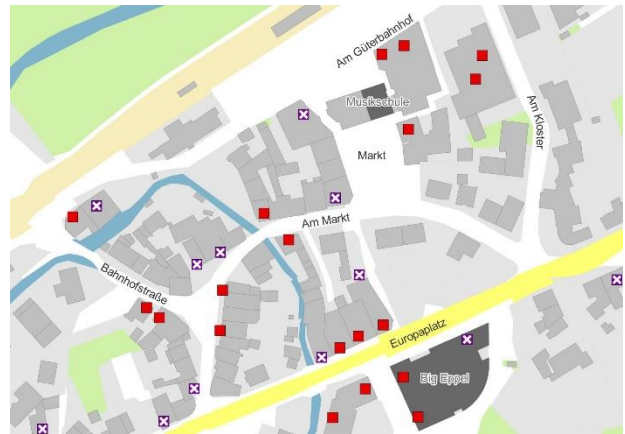 Am Güterbahnhof
Musikschule
Am Kloster
Markt
Am Markt
Bahnhofstraße
Europaplatz
Big Eppel